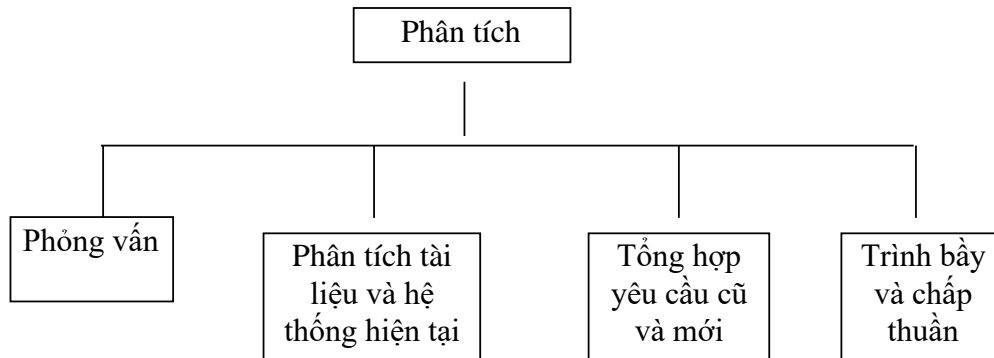 Phân tích
Phỏng vấn
Phân tích tài
liệu và hệ
thống hiện tại
Tổng hợp
yêu cầu cũ
và mới
Trình bầy
và chấp
thuần